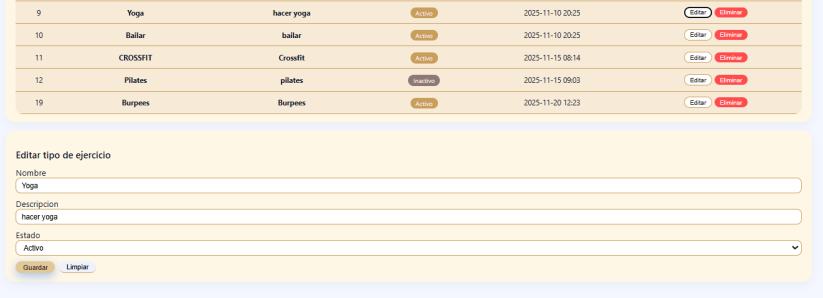 9 Yoga hacer yoga Activo 2025-11-10 20:25 Editar Eliminar
10 Bailar bailar Activo 2025-11-10 20:25 Editar Eliminar
11 CROSSFIT Crossfit Activo 2025-11-15 08:14 Editar Eliminar
12 Pilates pilates Inactivo 2025-11-15 09:03 Editar Eliminar
19 Burpees Burpees Activo 2025-11-20 12:23 Editar Eliminar
Editar tipo de ejercicio
Nombre
Yoga
Descripcion
hacer yoga
Estado
Activo
Guardar Limpiar